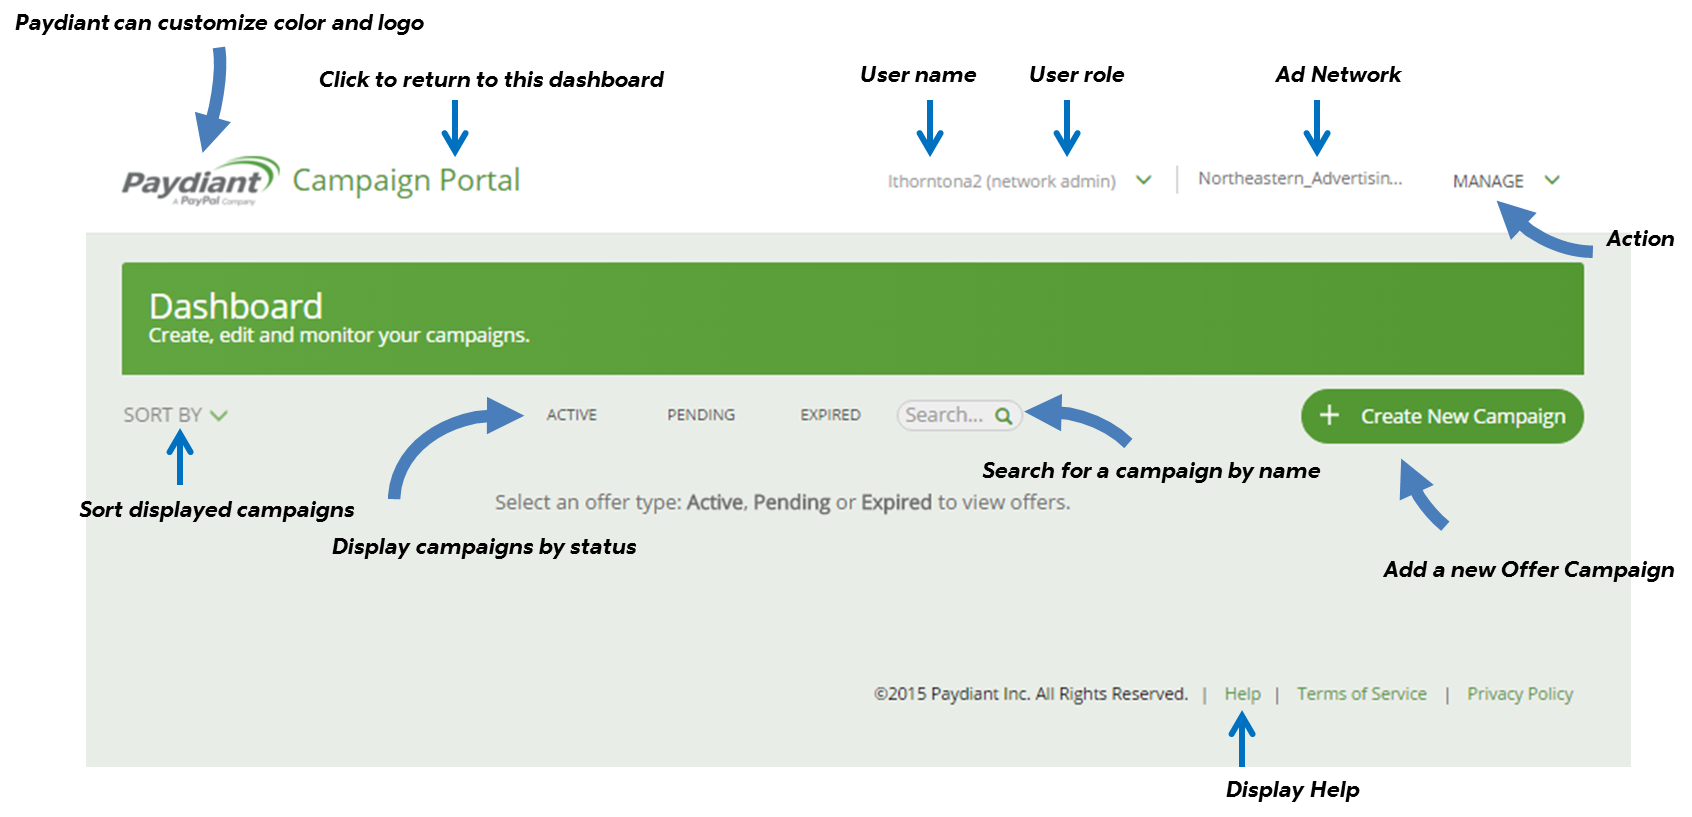 Paydiant can customize color and logo
Click to return to this dashboard
User name
User role
Ad Network
Paydiant
A PayPal Company
Campaign Portal
lthorntona2 (network admin)
Northeastern_Advertisin...
MANAGE
Action
Dashboard
Create, edit and monitor your campaigns.
SORT BY
ACTIVE
PENDING
EXPIRED
Search...
+ Create New Campaign
Search for a campaign by name
Sort displayed campaigns
Select an offer type: Active, Pending or Expired to view offers.
Display campaigns by status
Add a new Offer Campaign
©2015 Paydiant Inc. All Rights Reserved. | Help | Terms of Service | Privacy Policy
Display Help